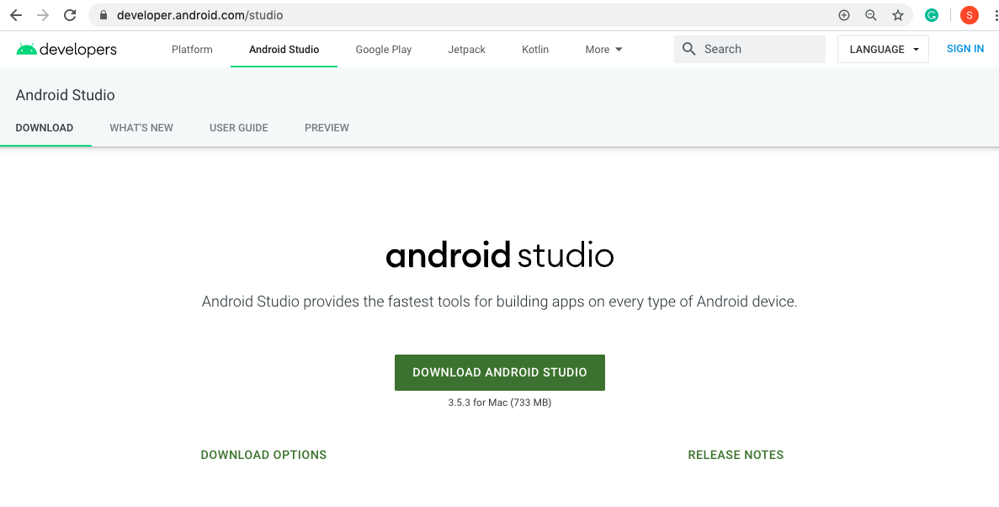 developer.android.com/studio
G
S
developers
Platform
Android Studio
Google Play
Jetpack
Kotlin
More
Search
LANGUAGE
SIGN IN
Android Studio
DOWNLOAD
WHAT'S NEW
USER GUIDE
PREVIEW
android studio
Android Studio provides the fastest tools for building apps on every type of Android device.
DOWNLOAD ANDROID STUDIO
3.5.3 for Mac (733 MB)
DOWNLOAD OPTIONS
RELEASE NOTES